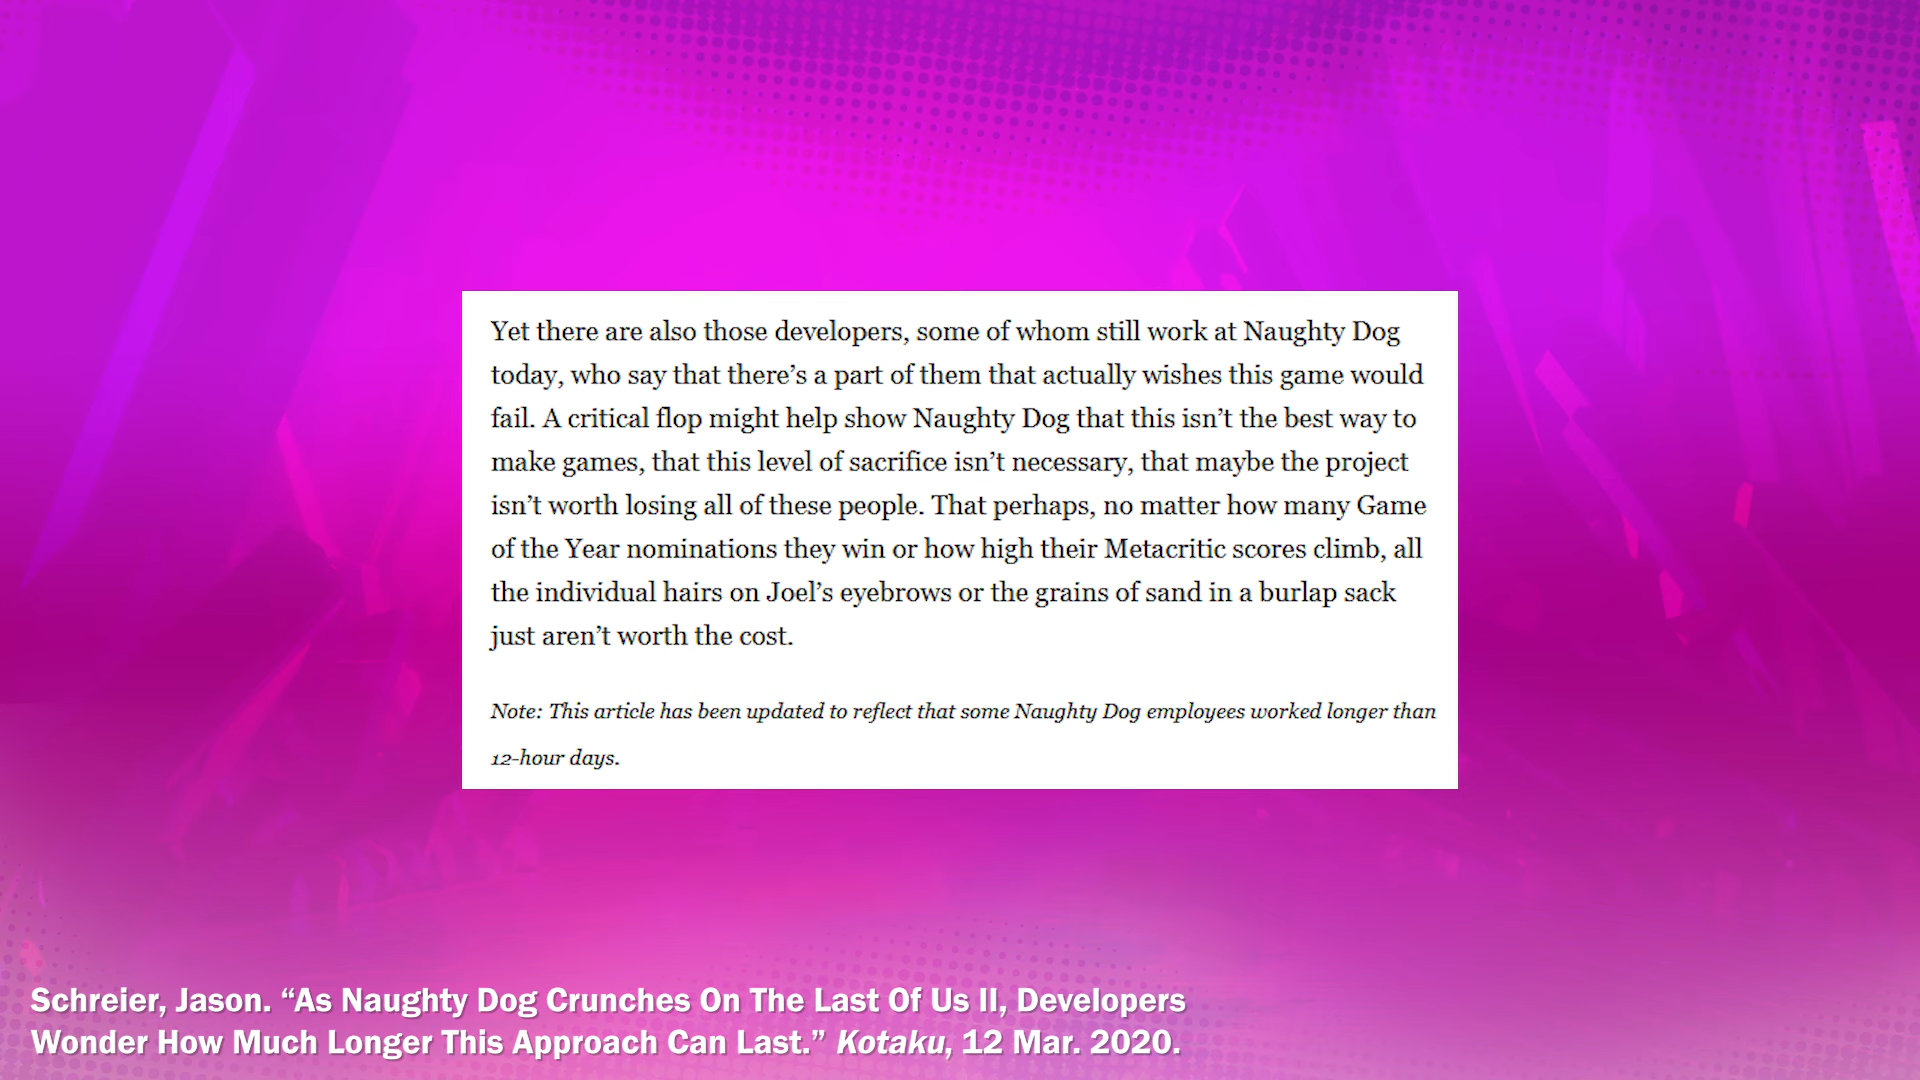 Yet there are also those developers, some of whom still work at Naughty Dog
today, who say that there’s a part of them that actually wishes this game would
fail. A critical flop might help show Naughty Dog that this isn’t the best way to
make games, that this level of sacrifice isn’t necessary, that maybe the project
isn’t worth losing all of these people. That perhaps, no matter how many Game
of the Year nominations they win or how high their Metacritic scores climb, all
the individual hairs on Joel’s eyebrows or the grains of sand in a burlap sack
just aren’t worth the cost.
Note: This article has been updated to reflect that some Naughty Dog employees worked longer than
12-hour days.
Schreier, Jason. “As Naughty Dog Crunches On The Last Of Us II, Developers
Wonder How Much Longer This Approach Can Last.” Kotaku, 12 Mar. 2020.